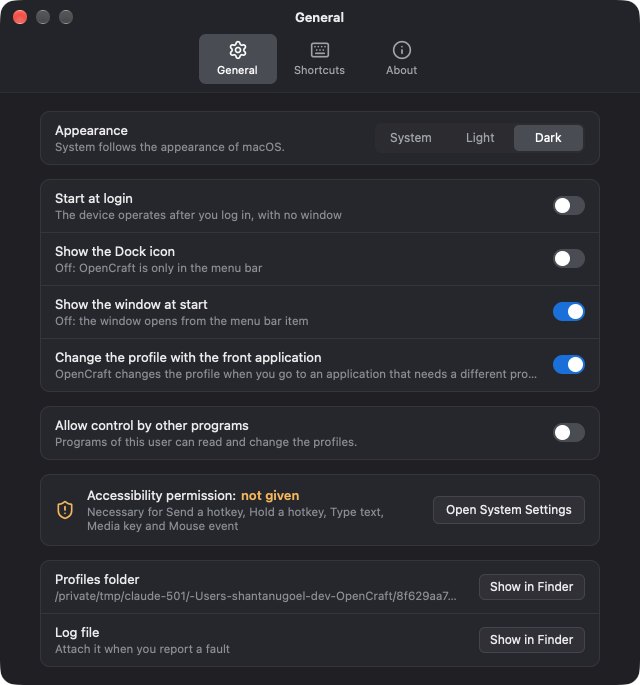 General
General
Shortcuts
About
Appearance
System follows the appearance of macOS.
System
Light
Dark
Start at login
The device operates after you log in, with no window
Show the Dock icon
Off: OpenCraft is only in the menu bar
Show the window at start
Off: the window opens from the menu bar item
Change the profile with the front application
OpenCraft changes the profile when you go to an application that needs a different pro...
Allow control by other programs
Programs of this user can read and change the profiles.
Accessibility permission: not given
Necessary for Send a hotkey, Hold a hotkey, Type text,
Media key and Mouse event
Open System Settings
Profiles folder
/private/tmp/claude-501/-Users-shantanugoel-dev-OpenCraft/8f629aa7...
Show in Finder
Log file
Attach it when you report a fault
Show in Finder